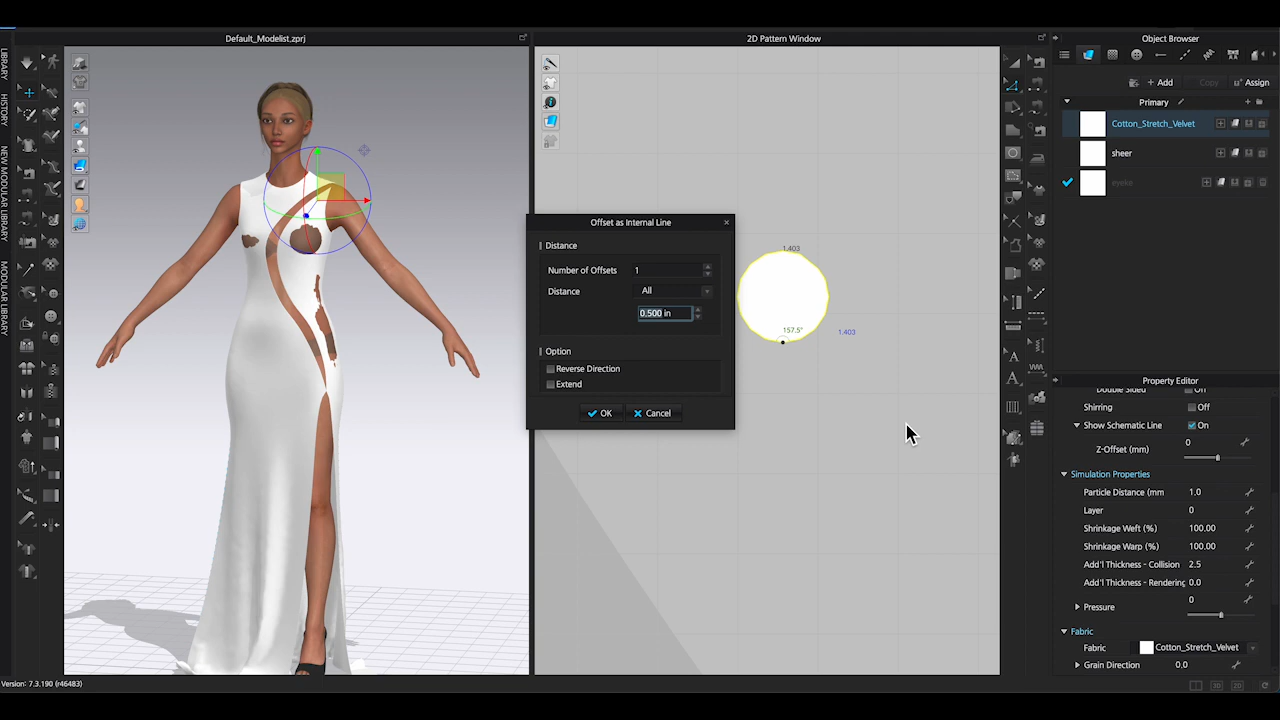 Default_Modelist.zprj
2D Pattern Window
Object Browser
LIBRARY
HISTORY
NEW MODULAR LIBRARY
MODULAR LIBRARY
+ Add
Copy
Assign
Primary
Cotton_Stretch_Velvet
sheer
Offset as Internal Line
Distance
Number of Offsets 1
Distance All
0.500 in
Option
Reverse Direction
Extend
OK
Cancel
1.403
157.5°
1.403
Property Editor
Double Sided Off
Shirring Off
Show Schematic Line On
Z-Offset (mm) 0
Simulation Properties
Particle Distance (mm 1.0
Layer 0
Shrinkage Weft (%) 100.00
Shrinkage Warp (%) 100.00
Add'l Thickness - Collision 2.5
Add'l Thickness - Rendering 0.0
Pressure 0
Fabric
Fabric Cotton_Stretch_Velvet
Grain Direction 0.0
Version: 7.3.190 (r46483)
3D
2D